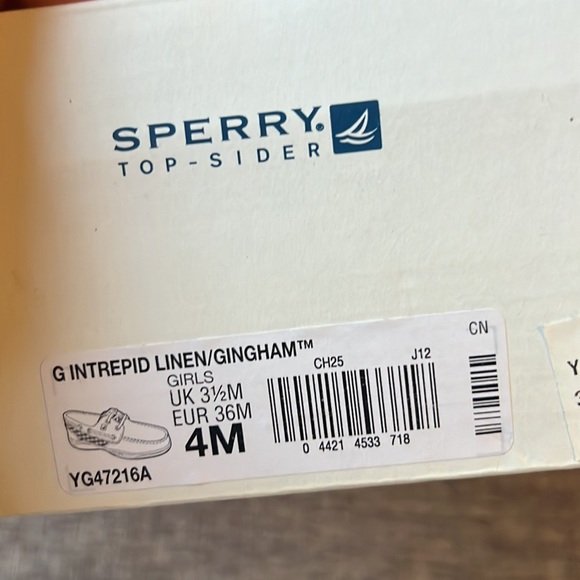 SPERRY.
TOP-SIDER
G INTREPID LINEN/GINGHAM™
CN
GIRLS
CH25
J12
UK 3½M
EUR 36M
4M
0 4421 4533 718
YG47216A
Y